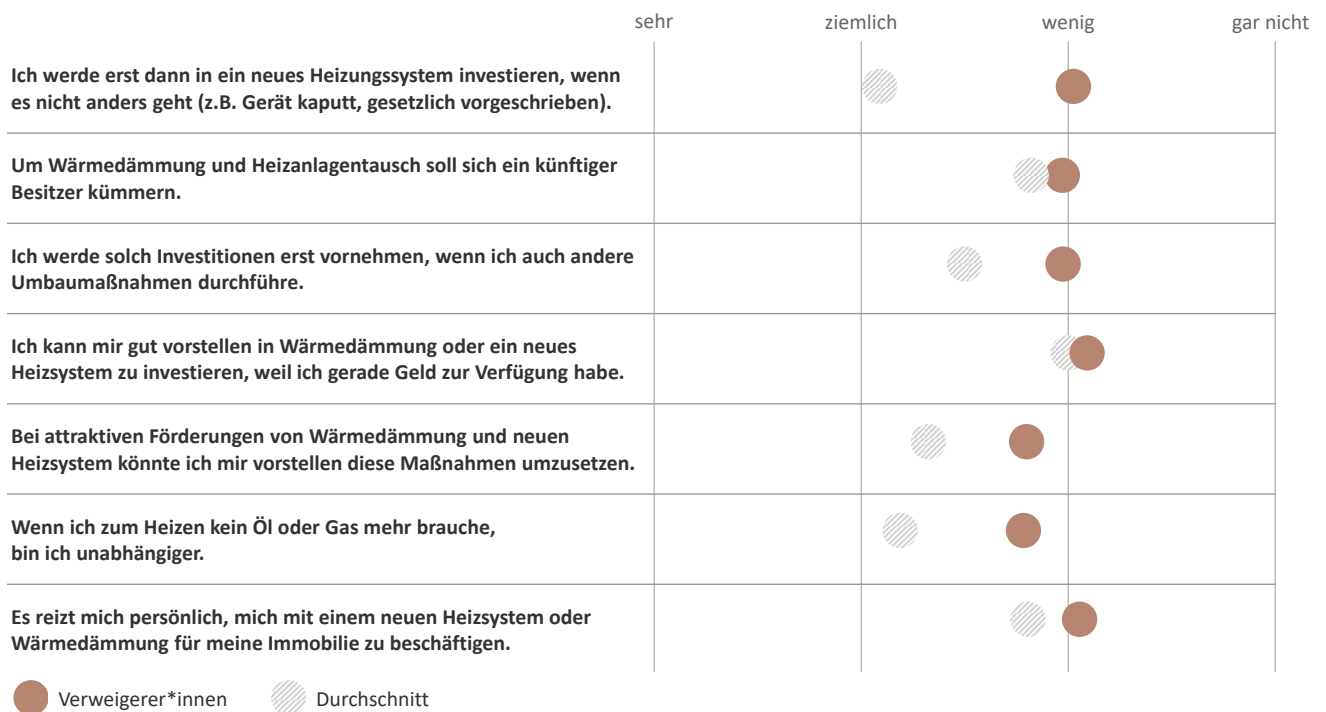 sehr ziemlich wenig gar nicht
Ich werde erst dann in ein neues Heizungssystem investieren, wenn
es nicht anders geht (z.B. Gerät kaputt, gesetzlich vorgeschrieben).
Um Wärmedämmung und Heizanlagentausch soll sich ein künftiger
Besitzer kümmern.
Ich werde solch Investitionen erst vornehmen, wenn ich auch andere
Umbaumaßnahmen durchführe.
Ich kann mir gut vorstellen in Wärmedämmung oder ein neues
Heizsystem zu investieren, weil ich gerade Geld zur Verfügung habe.
Bei attraktiven Förderungen von Wärmedämmung und neuen
Heizsystem könnte ich mir vorstellen diese Maßnahmen umzusetzen.
Wenn ich zum Heizen kein Öl oder Gas mehr brauche,
bin ich unabhängiger.
Es reizt mich persönlich, mich mit einem neuen Heizsystem oder
Wärmedämmung für meine Immobilie zu beschäftigen.
Verweigerer*innen Durchschnitt